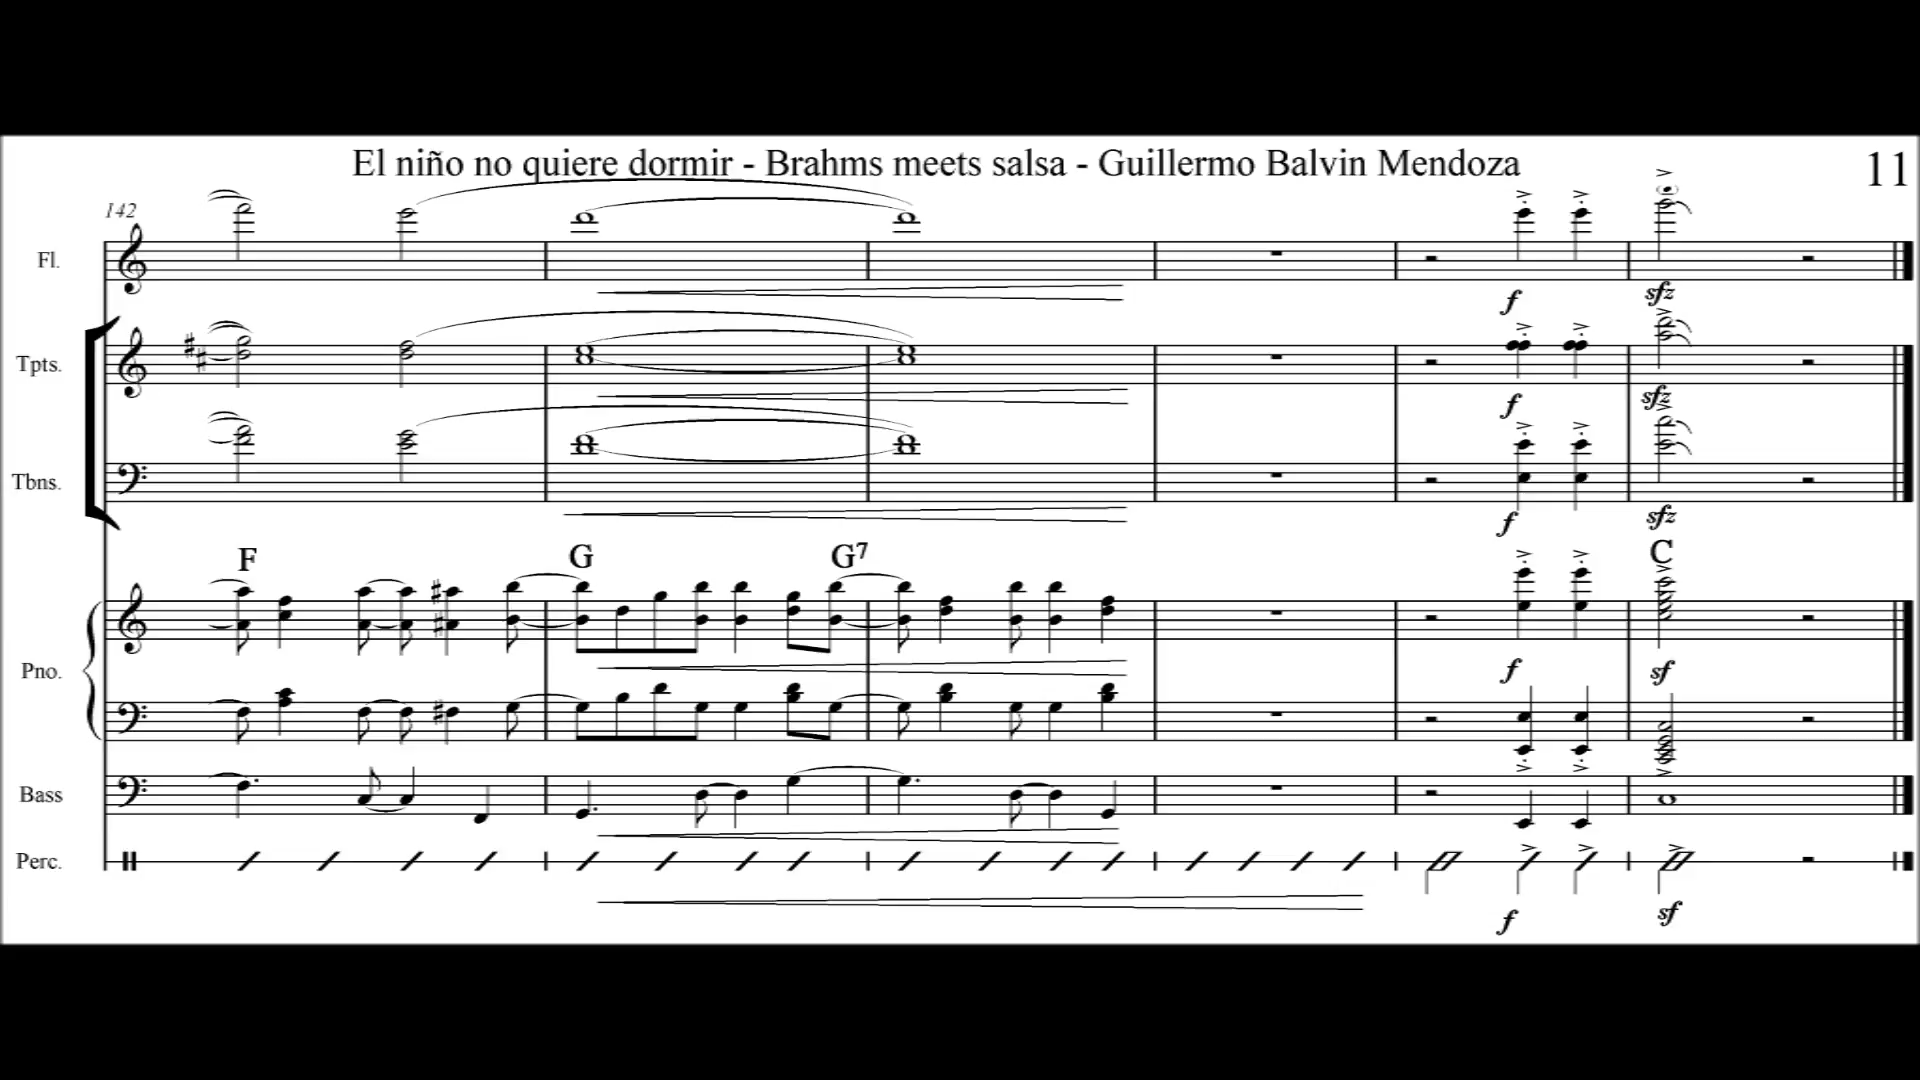 El niño no quiere dormir - Brahms meets salsa - Guillermo Balvin Mendoza 11
142
Fl.
f sfz
Tpts.
f sfz
Tbns.
f sfz
F G G7 C
Pno.
f sf
Bass
Perc.
f sf